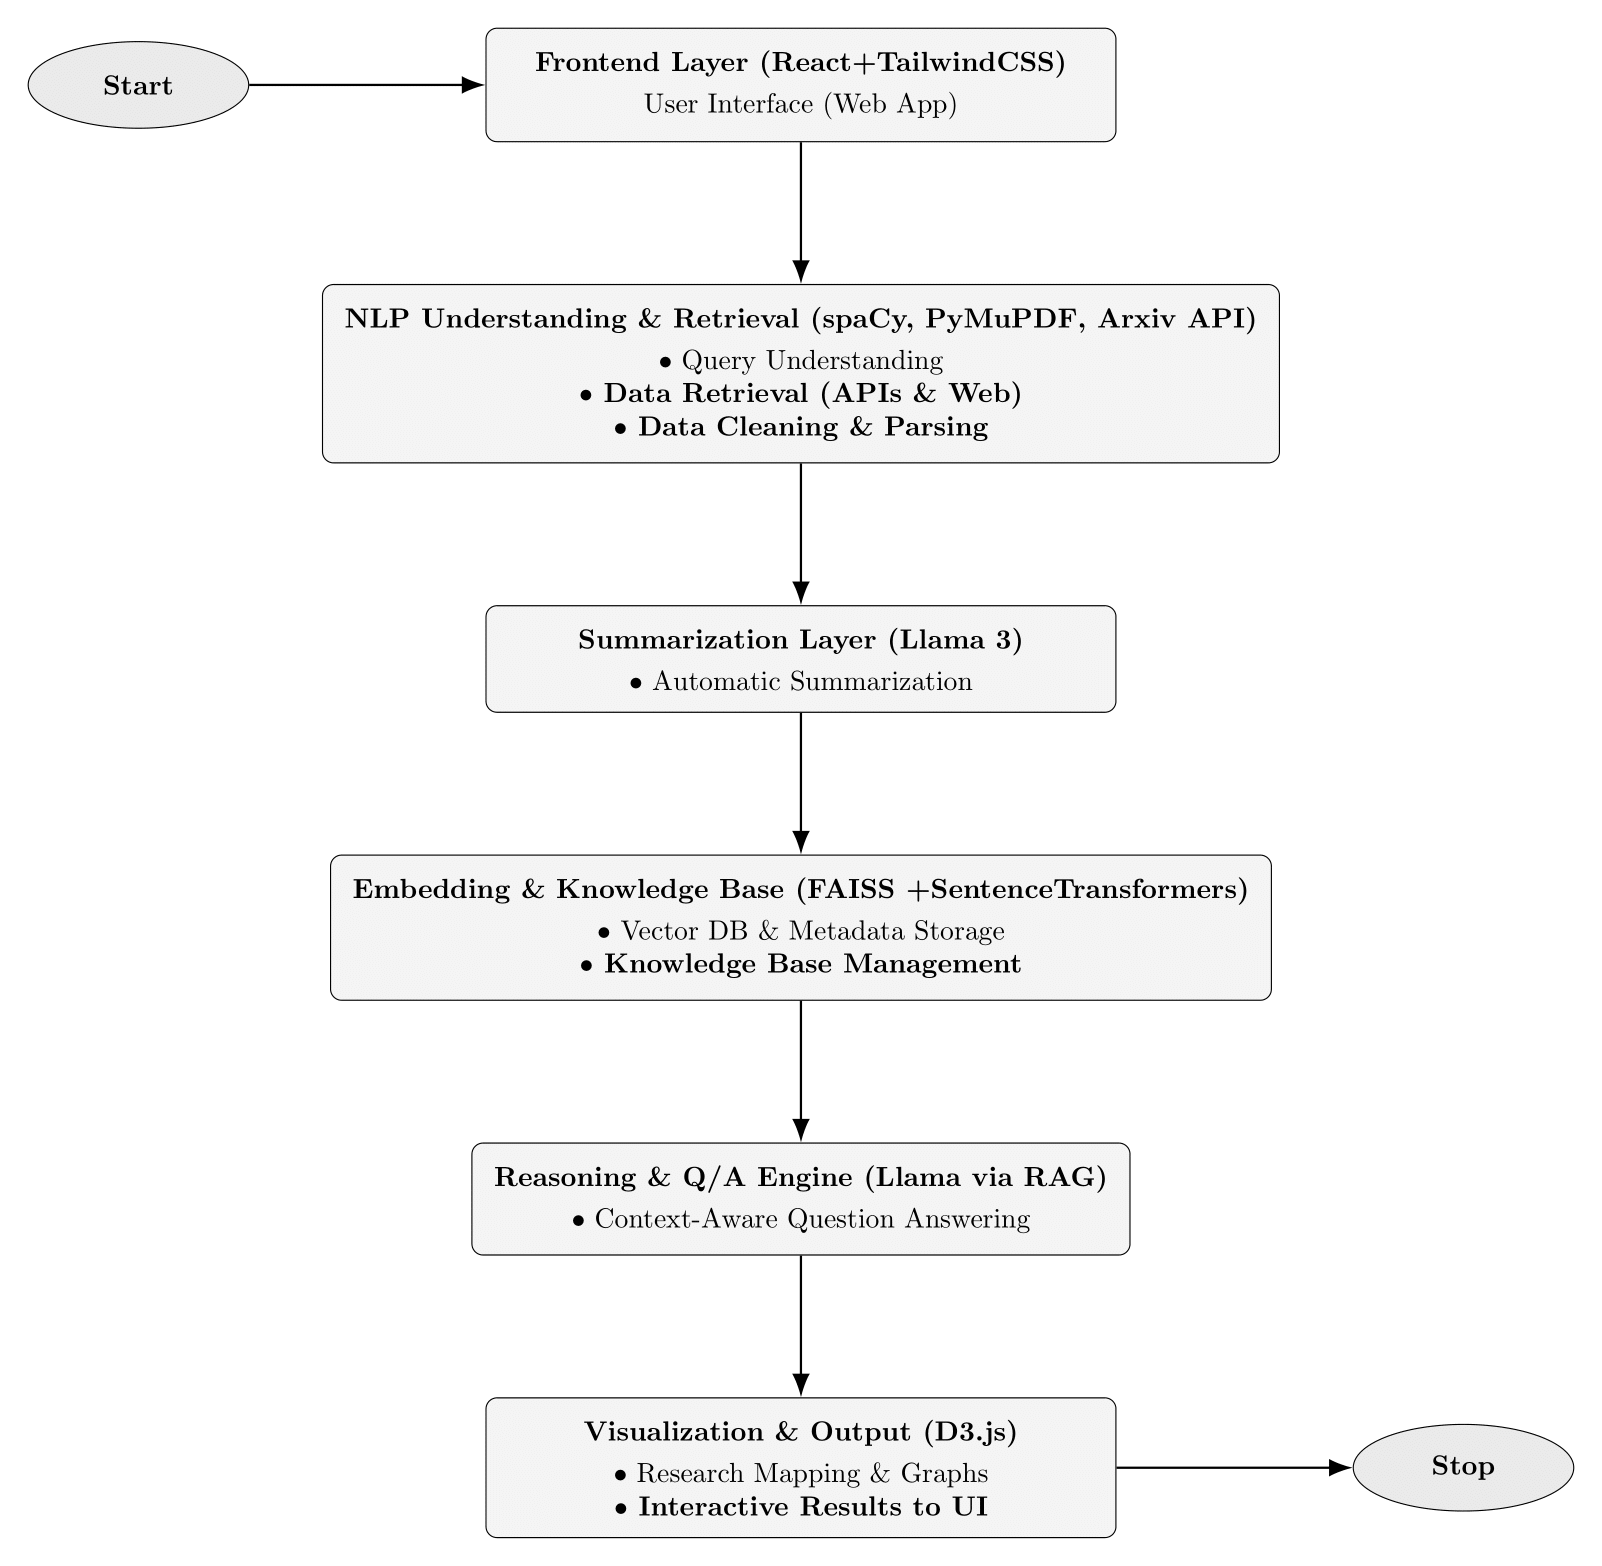 Start
Frontend Layer (React+TailwindCSS)
User Interface (Web App)
NLP Understanding & Retrieval (spaCy, PyMuPDF, Arxiv API)
• Query Understanding
• Data Retrieval (APIs & Web)
• Data Cleaning & Parsing
Summarization Layer (Llama 3)
• Automatic Summarization
Embedding & Knowledge Base (FAISS +SentenceTransformers)
• Vector DB & Metadata Storage
• Knowledge Base Management
Reasoning & Q/A Engine (Llama via RAG)
• Context-Aware Question Answering
Visualization & Output (D3.js)
• Research Mapping & Graphs
• Interactive Results to UI
Stop